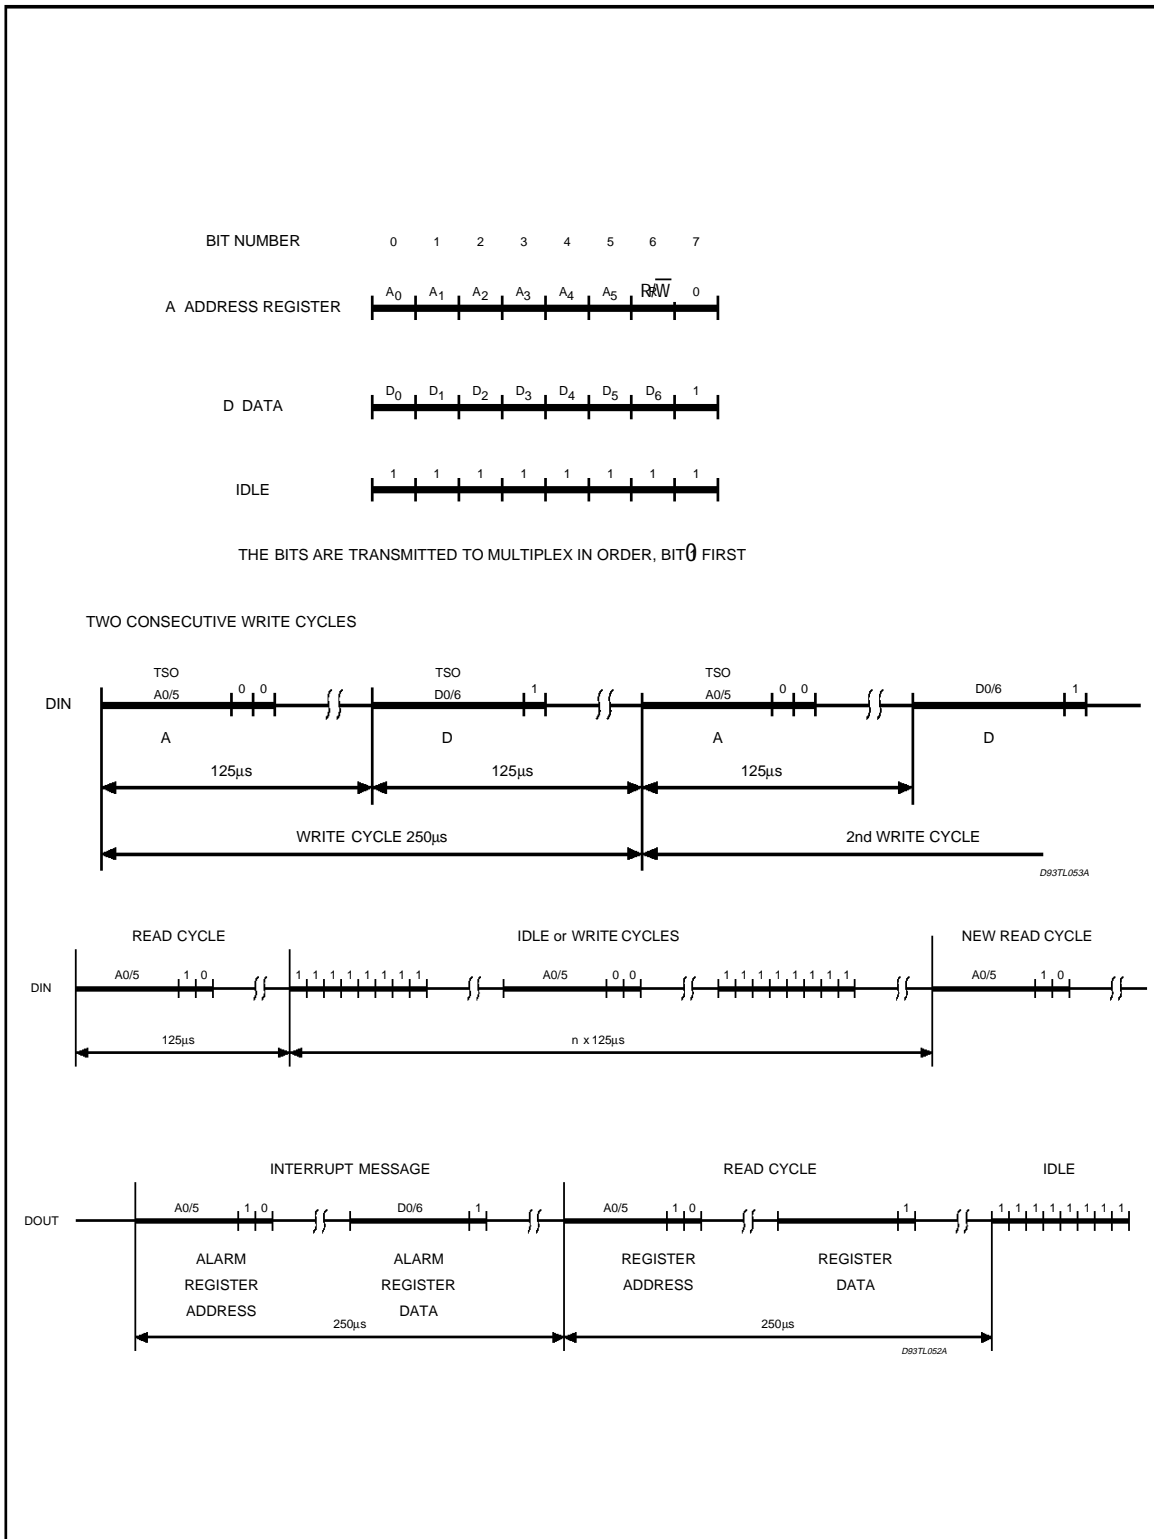 BIT NUMBER 0 1 2 3 4 5 6 7
A ADDRESS REGISTER A0 A1 A2 A3 A4 A5 R/W̅ 0
D DATA D0 D1 D2 D3 D4 D5 D6 1
IDLE 1 1 1 1 1 1 1 1
THE BITS ARE TRANSMITTED TO MULTIPLEX IN ORDER, BIT 0 FIRST
TWO CONSECUTIVE WRITE CYCLES
TSO TSO TSO
DIN A0/5 0 0 D0/6 1 A0/5 0 0 D0/6 1
A D A D
125µs 125µs 125µs
WRITE CYCLE 250µs 2nd WRITE CYCLE
D93TL053A
READ CYCLE IDLE or WRITE CYCLES NEW READ CYCLE
DIN A0/5 1 0 1 1 1 1 1 1 1 1 A0/5 0 0 1 1 1 1 1 1 1 1 A0/5 1 0
125µs n x 125µs
INTERRUPT MESSAGE READ CYCLE IDLE
DOUT A0/5 1 0 D0/6 1 A0/5 1 0 1 1 1 1 1 1 1 1 1
ALARM ALARM REGISTER REGISTER
REGISTER REGISTER ADDRESS DATA
ADDRESS DATA
250µs 250µs
D93TL052A